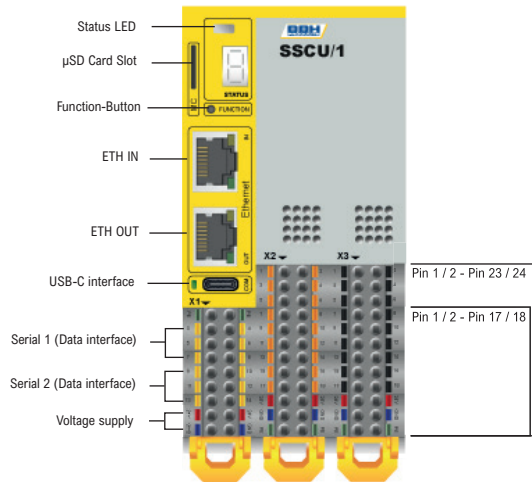 Status LED
µSD Card Slot
Function-Button
ETH IN
ETH OUT
USB-C interface
Serial 1 (Data interface)
Serial 2 (Data interface)
Voltage supply
BBH
SSCU/1
STATUS
FUNCTION
IN
Ethernet
OUT
COM
X1
X2
X3
Pin 1 / 2 - Pin 23 / 24
Pin 1 / 2 - Pin 17 / 18